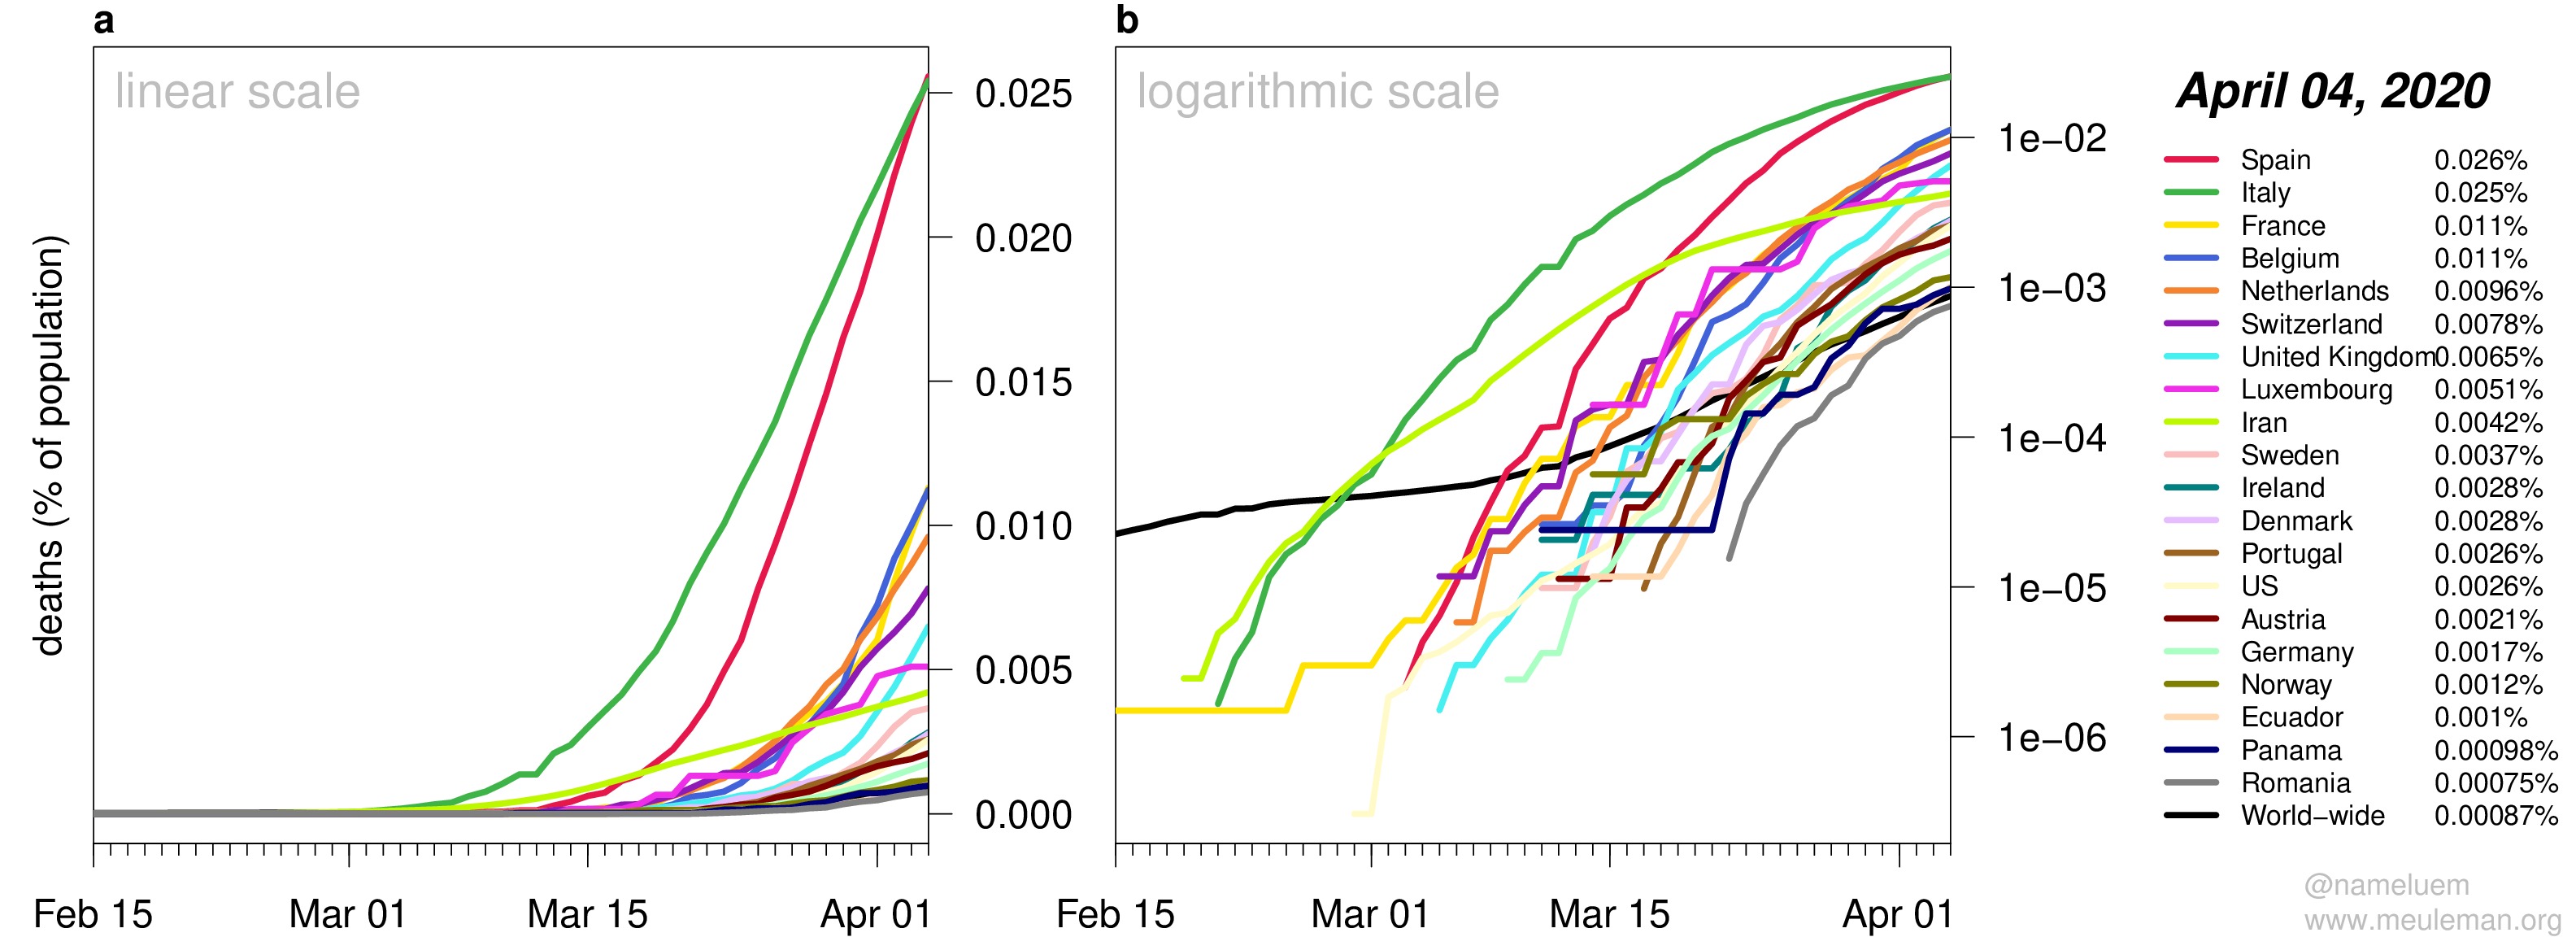 a
linear scale
deaths (% of population)
0.025
0.020
0.015
0.010
0.005
0.000
Feb 15 Mar 01 Mar 15 Apr 01
b
logarithmic scale
1e−02
1e−03
1e−04
1e−05
1e−06
Feb 15 Mar 01 Mar 15 Apr 01
April 04, 2020
Spain 0.026%
Italy 0.025%
France 0.011%
Belgium 0.011%
Netherlands 0.0096%
Switzerland 0.0078%
United Kingdom 0.0065%
Luxembourg 0.0051%
Iran 0.0042%
Sweden 0.0037%
Ireland 0.0028%
Denmark 0.0028%
Portugal 0.0026%
US 0.0026%
Austria 0.0021%
Germany 0.0017%
Norway 0.0012%
Ecuador 0.001%
Panama 0.00098%
Romania 0.00075%
World−wide 0.00087%
@nameluem
www.meuleman.org